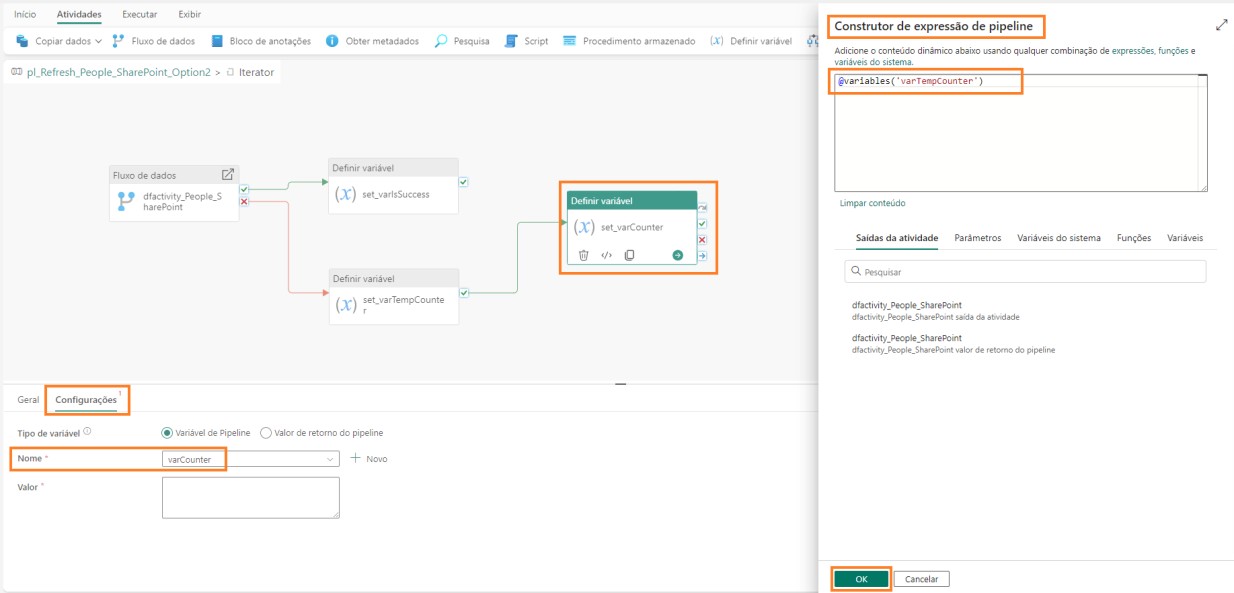 Início Atividades Executar Exibir
Copiar dados Fluxo de dados Bloco de anotações Obter metadados Pesquisa Script Procedimento armazenado (x) Definir variável
pl_Refresh_People_SharePoint_Option2 > Iterator
Fluxo de dados
dfactivity_People_S
harePoint
Definir variável
(x) set_varIsSuccess
Definir variável
(x) set_varCounter
Definir variável
(x) set_varTempCounte
r
Geral Configurações 1
Tipo de variável Variável de Pipeline Valor de retorno do pipeline
Nome * varCounter Novo
Valor *
Construtor de expressão de pipeline
Adicione o conteúdo dinâmico abaixo usando qualquer combinação de expressões, funções e
variáveis do sistema.
@variables('varTempCounter')
Limpar conteúdo
Saídas da atividade Parâmetros Variáveis do sistema Funções Variáveis
Pesquisar
dfactivity_People_SharePoint
dfactivity_People_SharePoint saída da atividade
dfactivity_People_SharePoint
dfactivity_People_SharePoint valor de retorno do pipeline
OK Cancelar